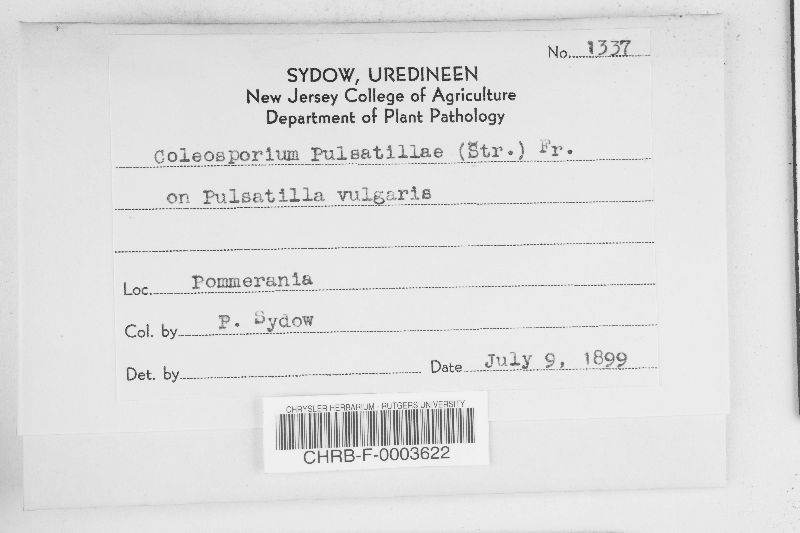 No. 1337
SYDOW, UREDINEEN
New Jersey College of Agriculture
Department of Plant Pathology
Coleosporium Pulsatillae (Str.) Fr.
on Pulsatilla vulgaris
Loc. Pommerania
Col. by P. Sydow
Det. by Date July 9, 1899
CHRYSLER HERBARIUM - RUTGERS UNIVERSITY
CHRB-F-0003622